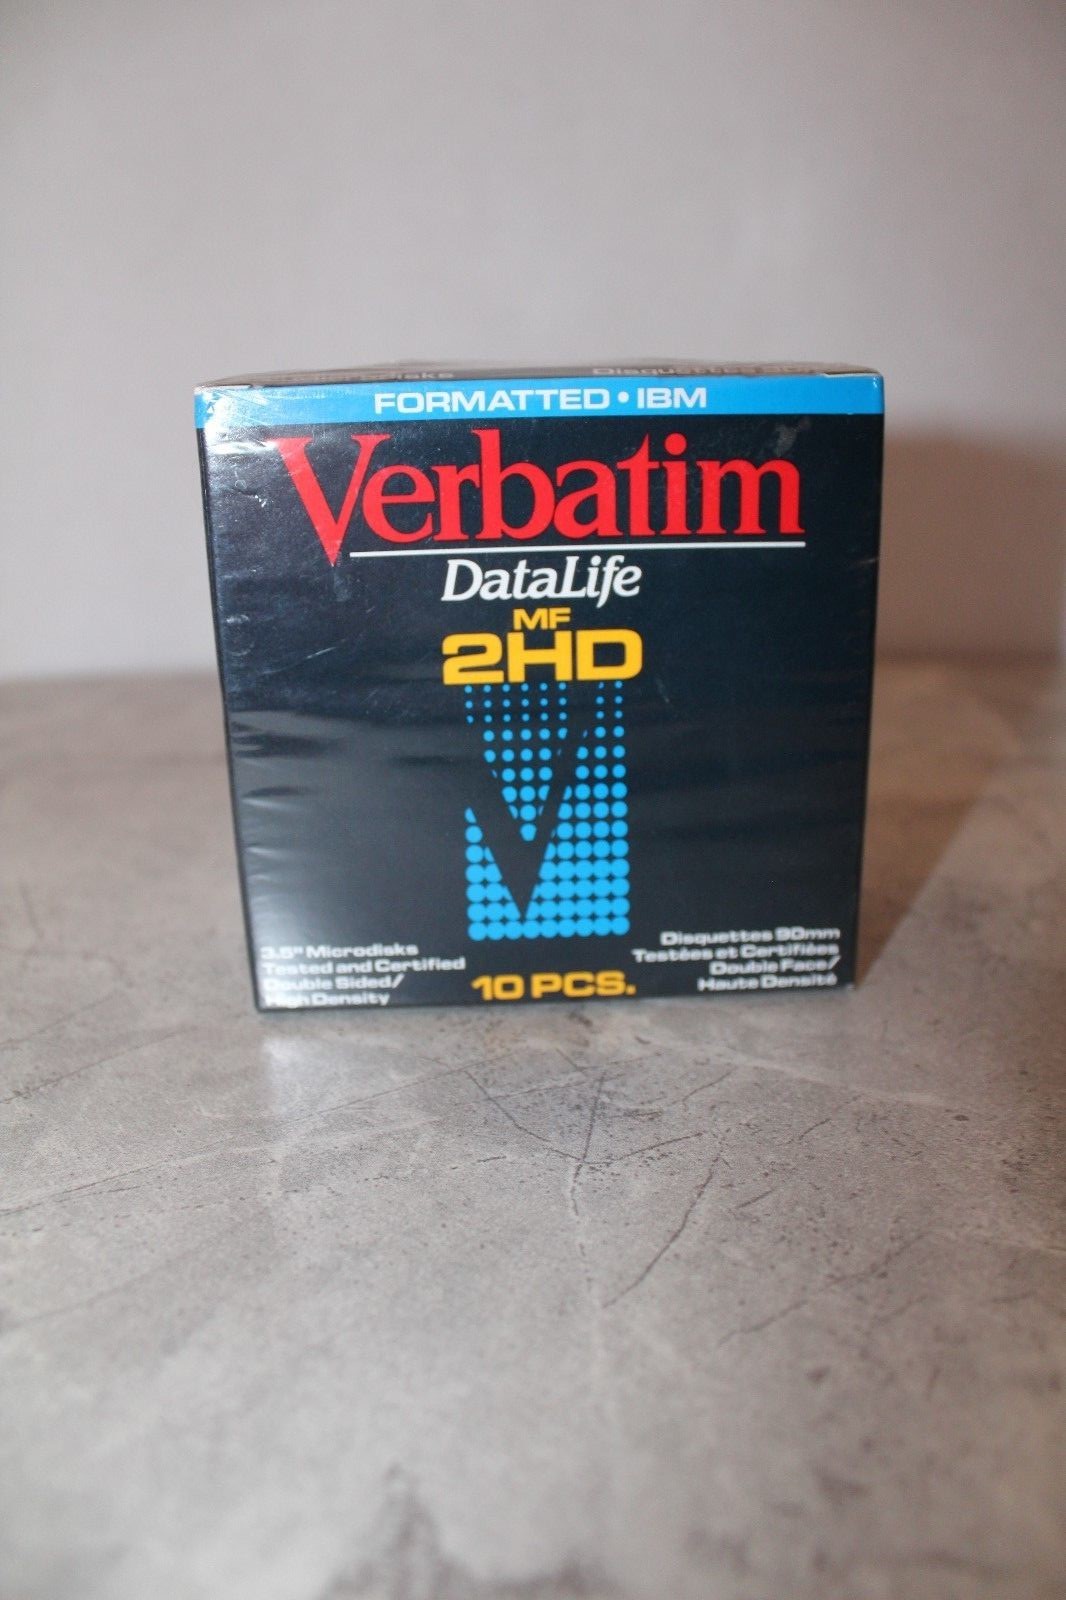 Disquettes
FORMATTED • IBM
Verbatim
DataLife
MF
2HD
3.5" Microdisks
Tested and Certified
Double Sided/
High Density
10 PCS.
Disquettes 90mm
Testées et Certifiées
Double Face/
Haute Densité